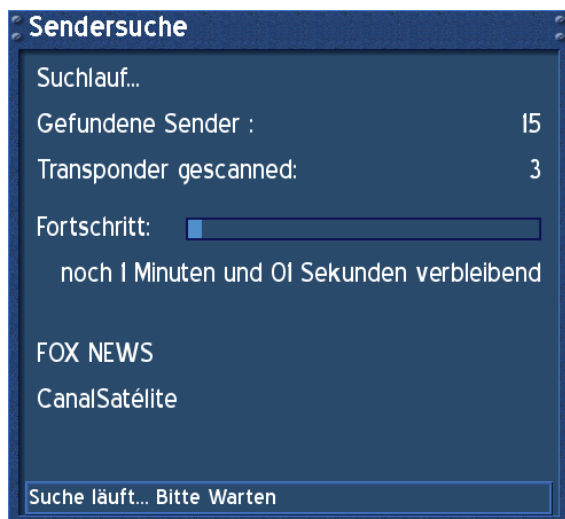 Sendersuche
Suchlauf...
Gefundene Sender : 15
Transponder gescanned: 3
Fortschritt:
noch 1 Minuten und 01 Sekunden verbleibend
FOX NEWS
CanalSatélite
Suche läuft... Bitte Warten